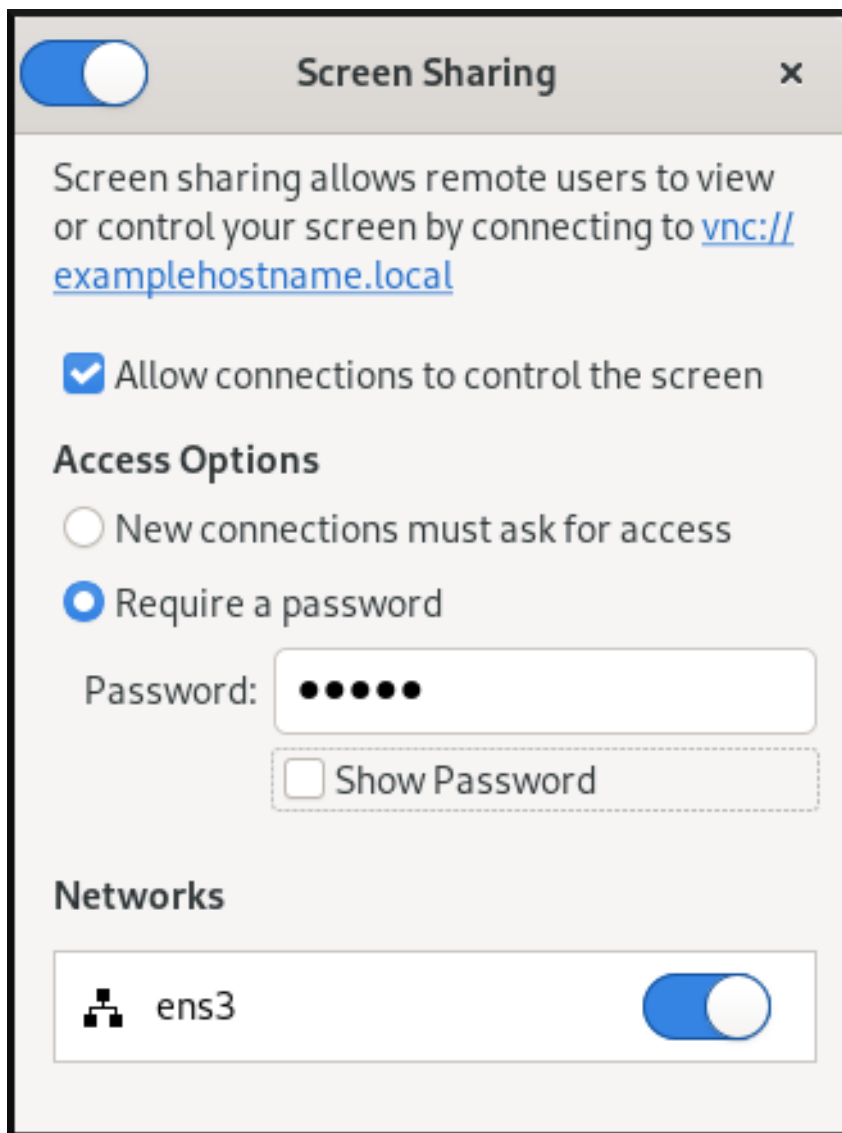 Screen Sharing
Screen sharing allows remote users to view
or control your screen by connecting to vnc://
examplehostname.local
Allow connections to control the screen
Access Options
New connections must ask for access
Require a password
Password: ●●●●●
Show Password
Networks
ens3